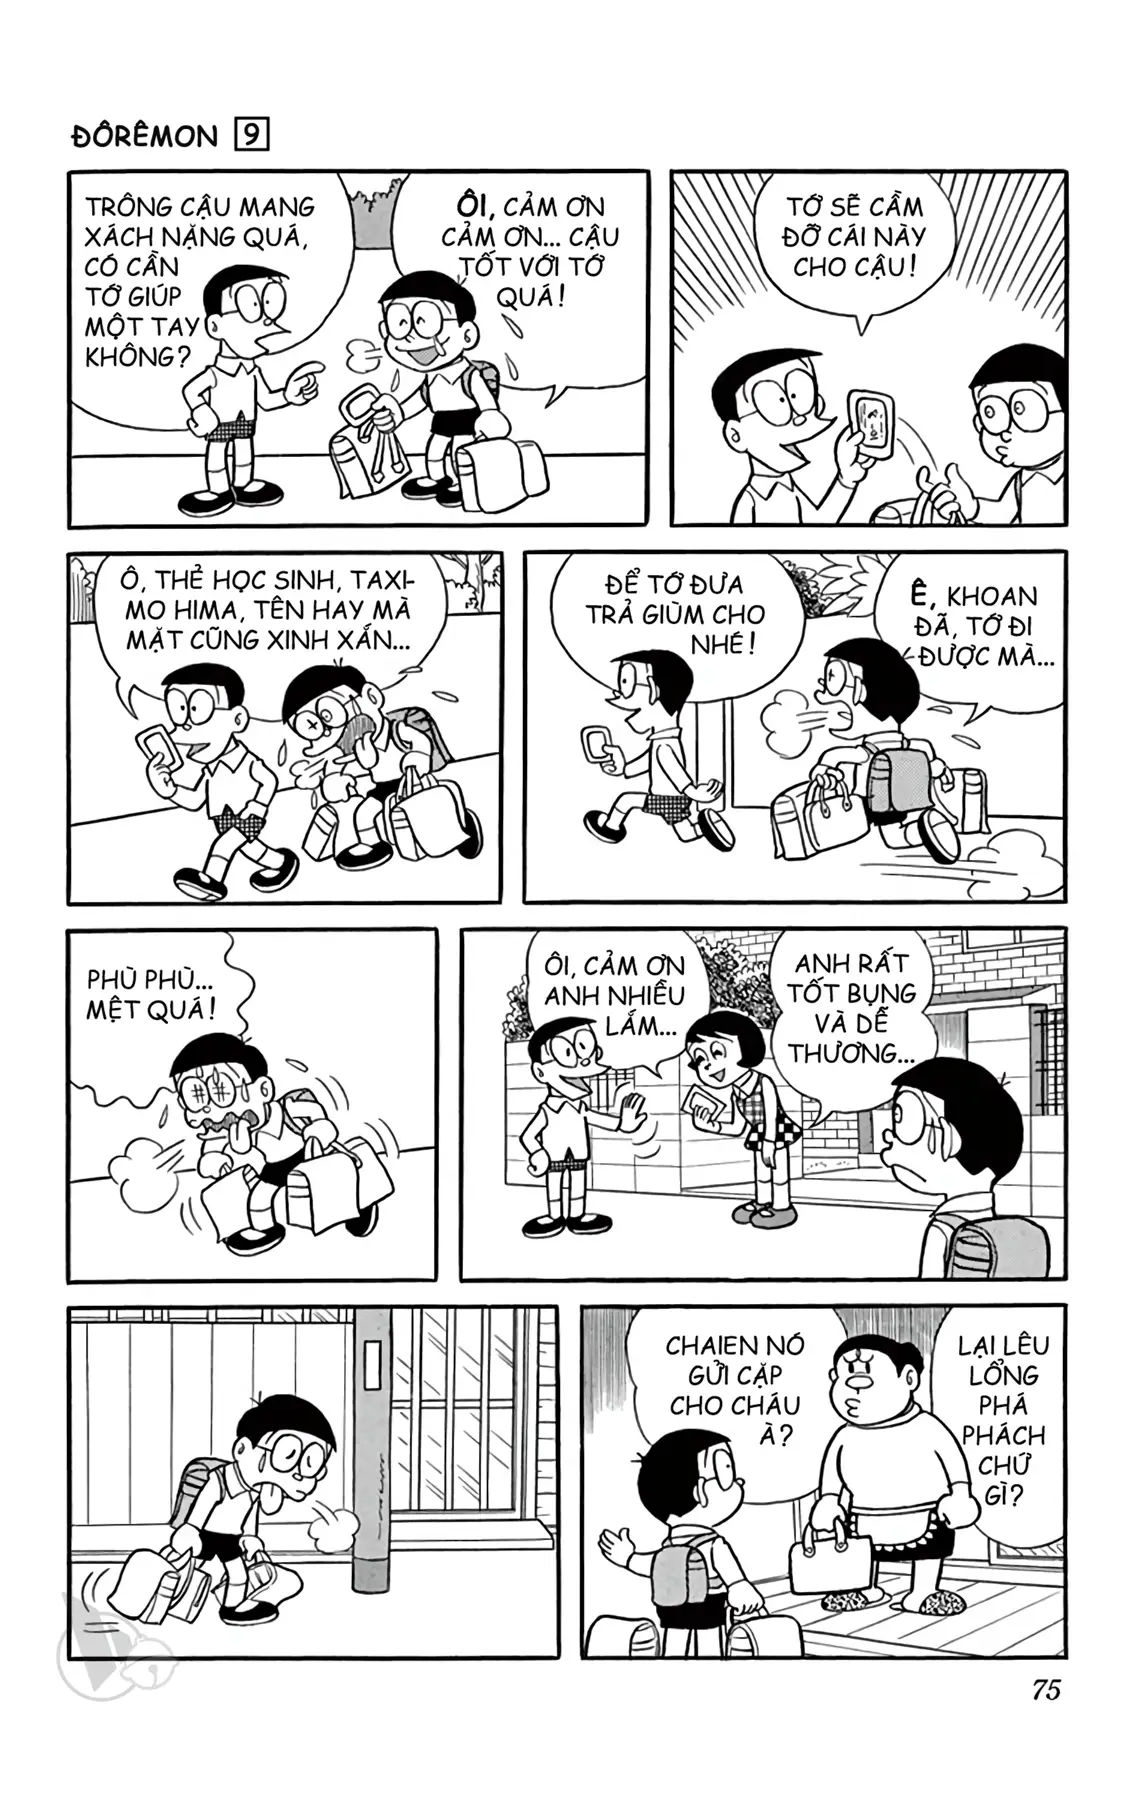 ĐÔRÊMON 9
TRÔNG CẬU MANG
XÁCH NẶNG QUÁ,
CÓ CẦN
TỚ GIÚP
MỘT TAY
KHÔNG?
ÔI, CẢM ƠN
CẢM ƠN... CẬU
TỐT VỚI TỚ
QUÁ!
TỚ SẼ CẦM
ĐỠ CÁI NÀY
CHO CẬU!
Ô, THẺ HỌC SINH, TAXI-
MO HIMA, TÊN HAY MÀ
MẶT CŨNG XINH XẮN...
ĐỂ TỚ ĐƯA
TRẢ GIÙM CHO
NHÉ!
Ê, KHOAN
ĐÃ, TỚ ĐI
ĐƯỢC MÀ...
PHÙ PHÙ...
MỆT QUÁ!
ÔI, CẢM ƠN
ANH NHIỀU
LẮM...
ANH RẤT
TỐT BỤNG
VÀ DỄ
THƯƠNG...
CHAIEN NÓ
GỬI CẶP
CHO CHÁU
À?
LẠI LÊU
LỔNG
PHÁ
PHÁCH
CHỨ
GÌ?
75